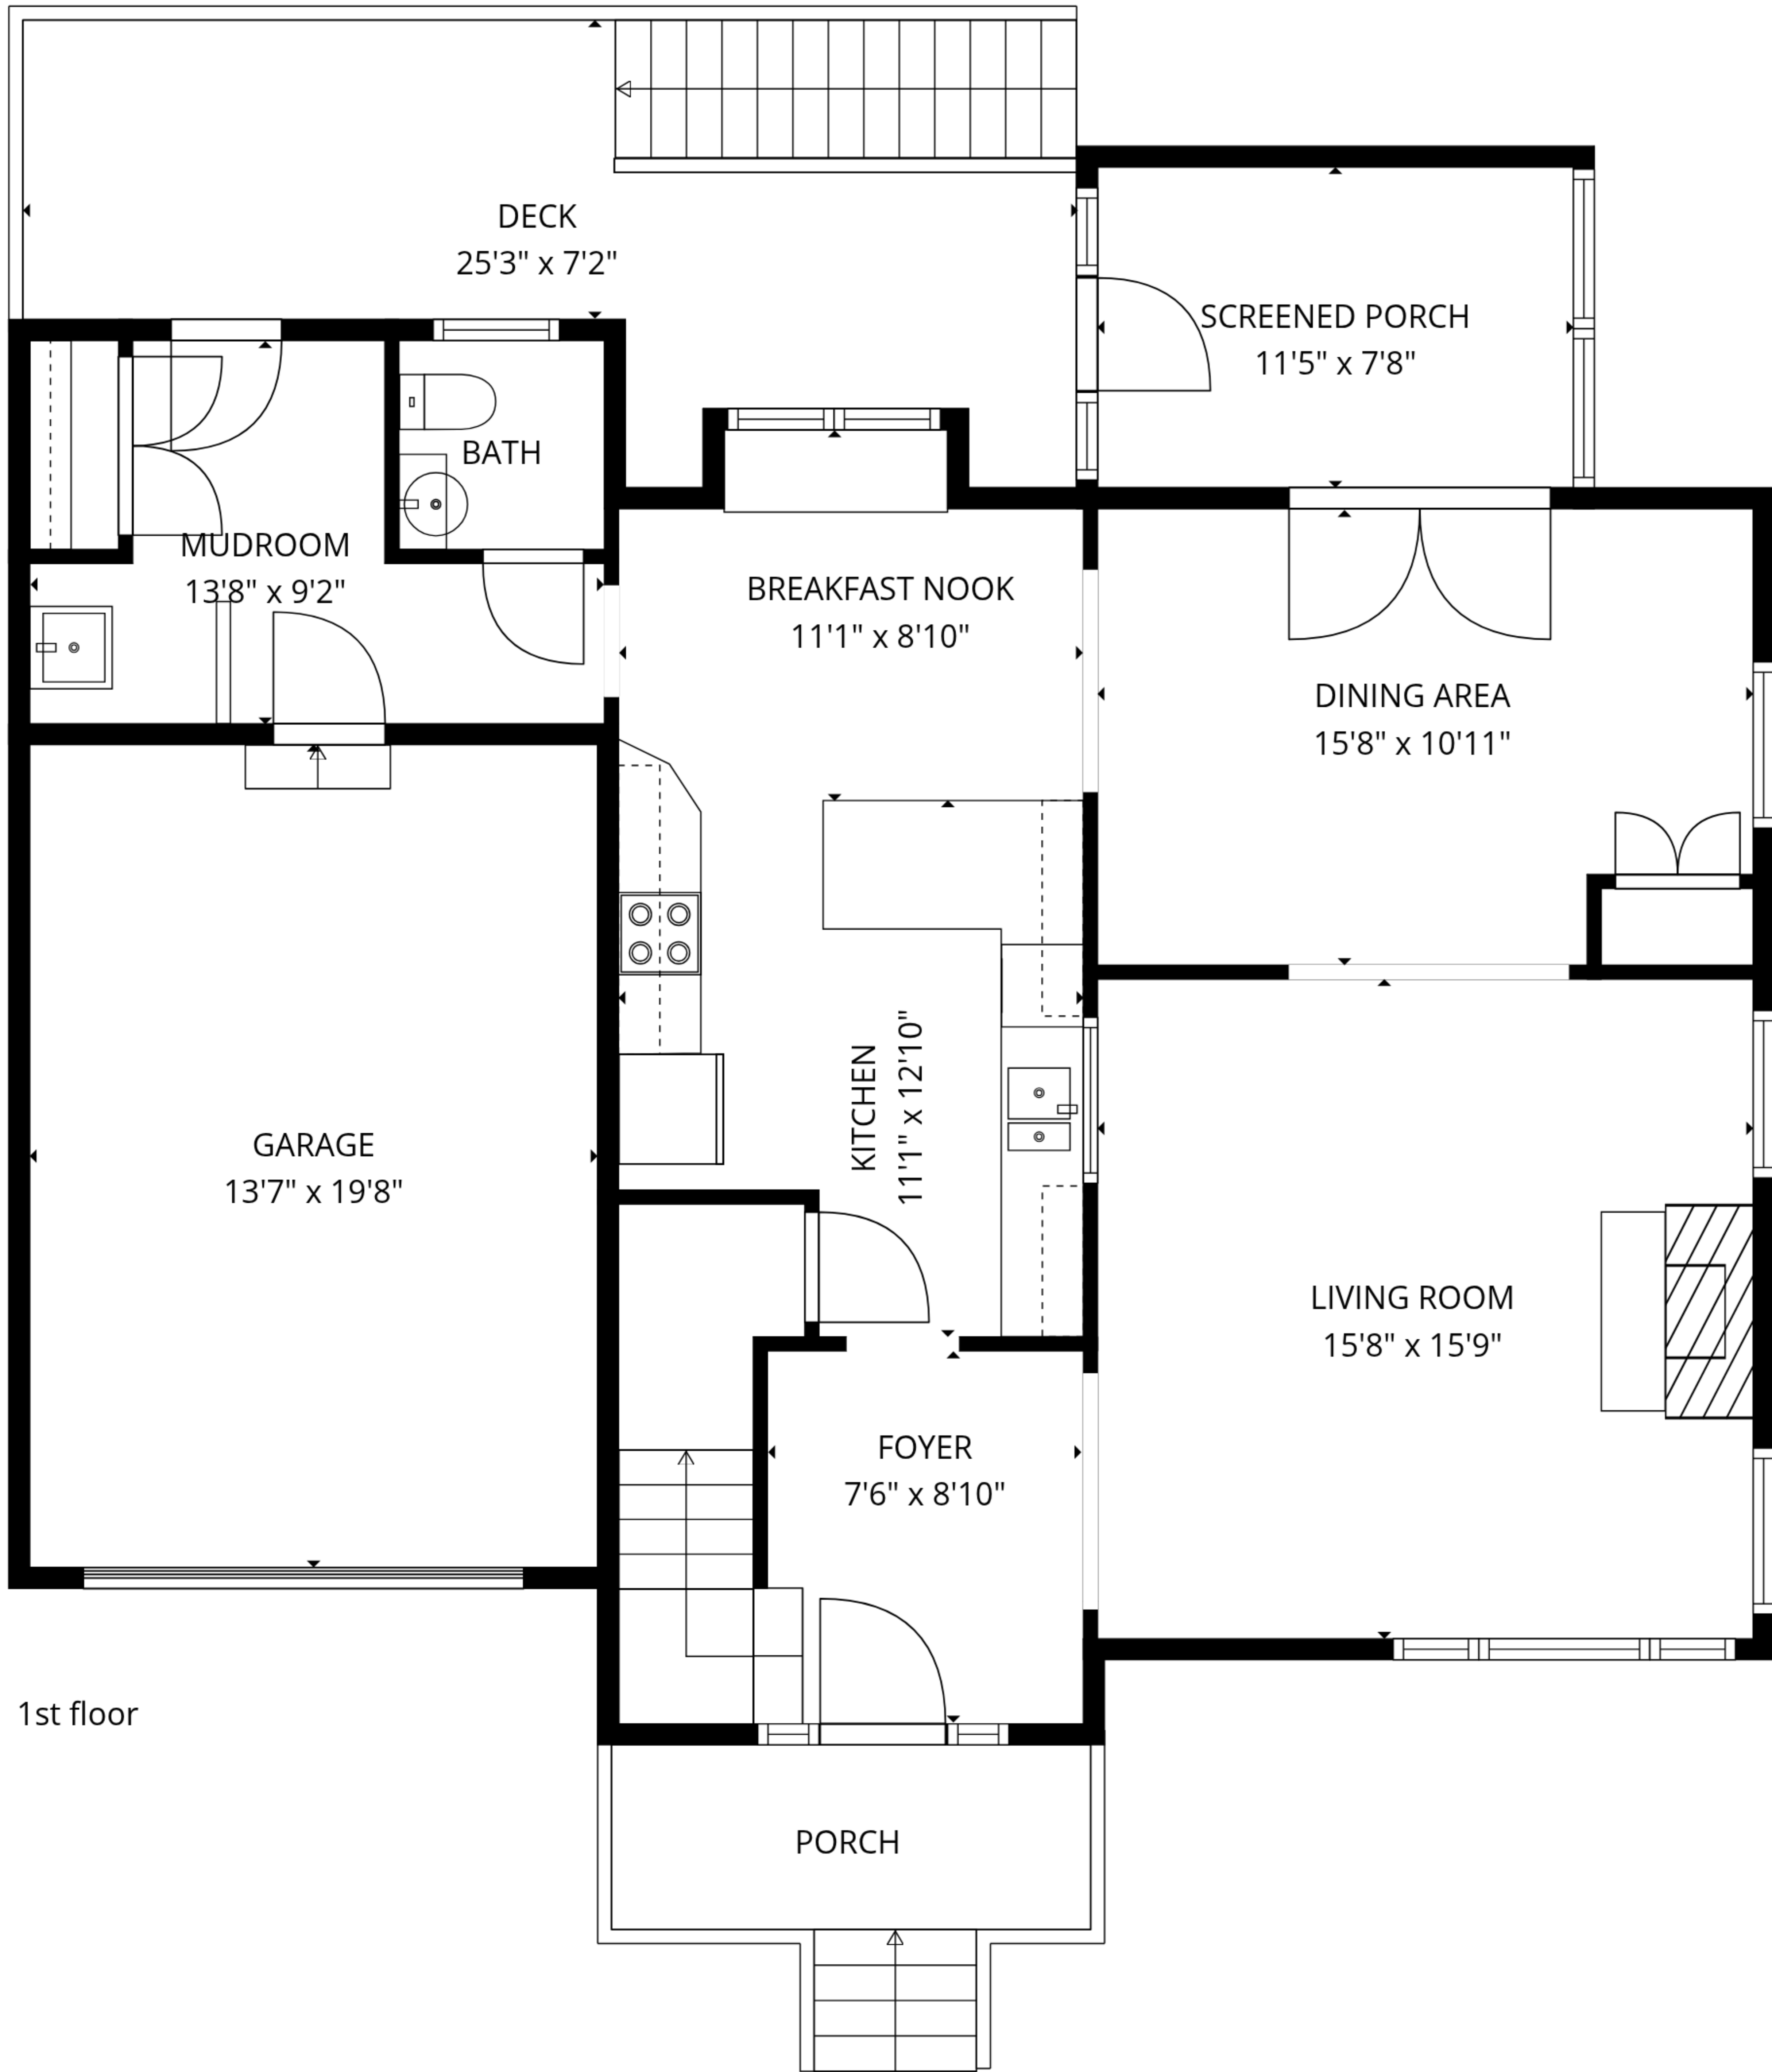 DECK
25'3" x 7'2"
SCREENED PORCH
11'5" x 7'8"
BATH
MUDROOM
13'8" x 9'2"
BREAKFAST NOOK
11'1" x 8'10"
DINING AREA
15'8" x 10'11"
KITCHEN
11'1" x 12'10"
GARAGE
13'7" x 19'8"
LIVING ROOM
15'8" x 15'9"
FOYER
7'6" x 8'10"
1st floor
PORCH